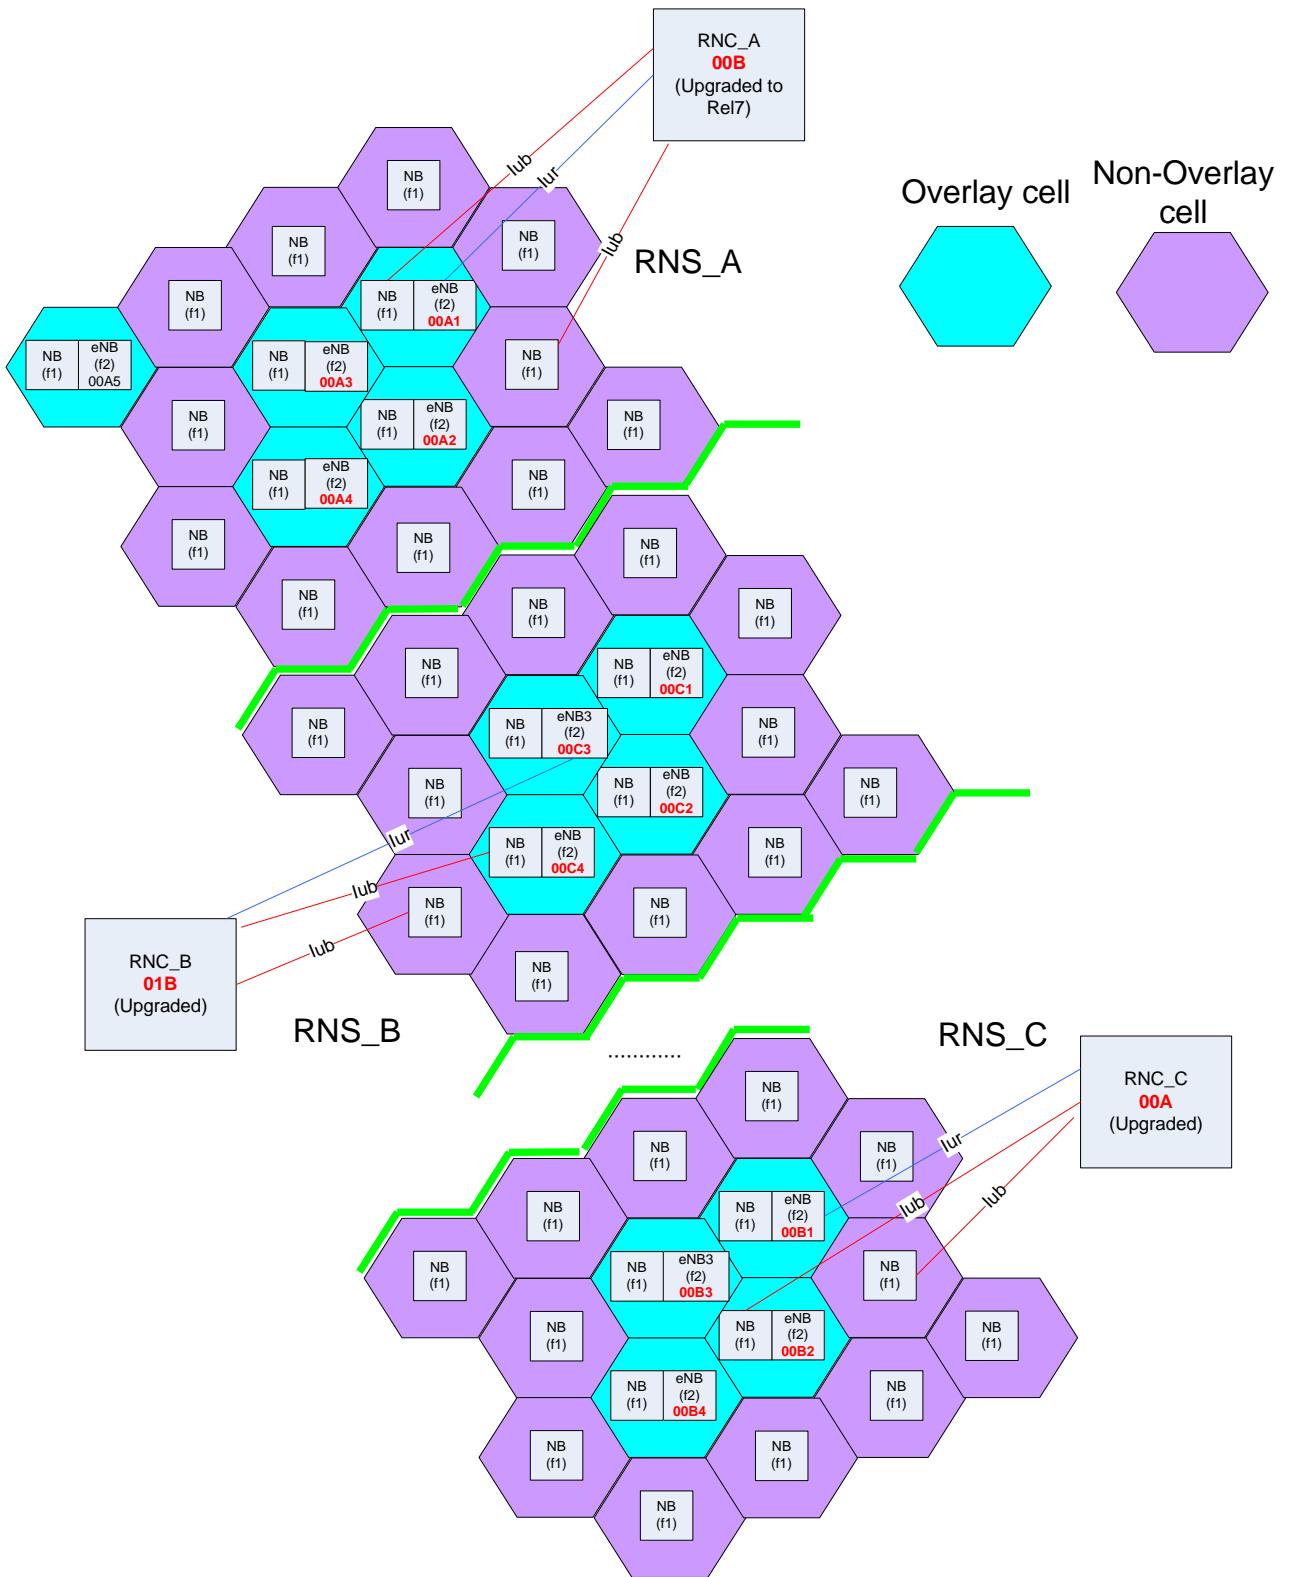 RNC_A
00B
(Upgraded to
Rel7)
Iub
Iur
Iub
Overlay cell
Non-Overlay
cell
RNS_A
NB
(f1)
NB
(f1)
NB
(f1)
NB
(f1)
NB
(f1)
eNB
(f2)
00A1
NB
(f1)
NB
(f1)
eNB
(f2)
00A5
NB
(f1)
eNB
(f2)
00A3
NB
(f1)
NB
(f1)
NB
(f1)
eNB
(f2)
00A2
NB
(f1)
NB
(f1)
eNB
(f2)
00A4
NB
(f1)
NB
(f1)
NB
(f1)
NB
(f1)
NB
(f1)
NB
(f1)
NB
(f1)
NB
(f1)
NB
(f1)
eNB
(f2)
00C1
NB
(f1)
NB
(f1)
eNB3
(f2)
00C3
NB
(f1)
NB
(f1)
NB
(f1)
eNB
(f2)
00C2
NB
(f1)
Iur
NB
(f1)
eNB
(f2)
00C4
NB
(f1)
Iub
NB
(f1)
NB
(f1)
Iub
RNC_B
01B
(Upgraded)
NB
(f1)
RNS_B
............
RNS_C
RNC_C
00A
(Upgraded)
NB
(f1)
Iur
NB
(f1)
NB
(f1)
Iub
Iub
NB
(f1)
NB
(f1)
eNB
(f2)
00B1
NB
(f1)
NB
(f1)
eNB3
(f2)
00B3
NB
(f1)
NB
(f1)
NB
(f1)
eNB
(f2)
00B2
NB
(f1)
NB
(f1)
eNB
(f2)
00B4
NB
(f1)
NB
(f1)
NB
(f1)
NB
(f1)